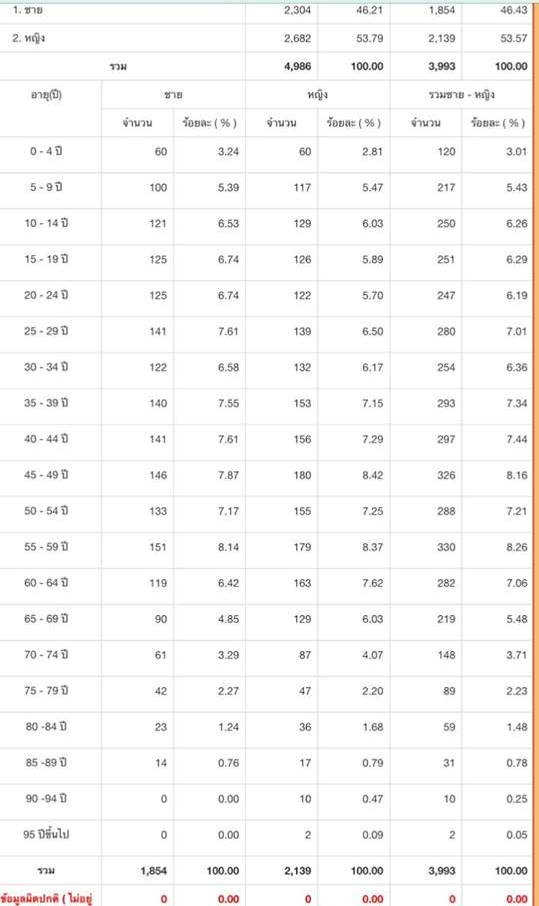 1. ชาย 2,304 46.21 1,854 46.43
2. หญิง 2,682 53.79 2,139 53.57
รวม 4,986 100.00 3,993 100.00
อายุ(ปี) ชาย หญิง รวมชาย - หญิง
จำนวน ร้อยละ ( % ) จำนวน ร้อยละ ( % ) จำนวน ร้อยละ ( % )
0 - 4 ปี 60 3.24 60 2.81 120 3.01
5 - 9 ปี 100 5.39 117 5.47 217 5.43
10 - 14 ปี 121 6.53 129 6.03 250 6.26
15 - 19 ปี 125 6.74 126 5.89 251 6.29
20 - 24 ปี 125 6.74 122 5.70 247 6.19
25 - 29 ปี 141 7.61 139 6.50 280 7.01
30 - 34 ปี 122 6.58 132 6.17 254 6.36
35 - 39 ปี 140 7.55 153 7.15 293 7.34
40 - 44 ปี 141 7.61 156 7.29 297 7.44
45 - 49 ปี 146 7.87 180 8.42 326 8.16
50 - 54 ปี 133 7.17 155 7.25 288 7.21
55 - 59 ปี 151 8.14 179 8.37 330 8.26
60 - 64 ปี 119 6.42 163 7.62 282 7.06
65 - 69 ปี 90 4.85 129 6.03 219 5.48
70 - 74 ปี 61 3.29 87 4.07 148 3.71
75 - 79 ปี 42 2.27 47 2.20 89 2.23
80 -84 ปี 23 1.24 36 1.68 59 1.48
85 -89 ปี 14 0.76 17 0.79 31 0.78
90 -94 ปี 0 0.00 10 0.47 10 0.25
95 ปีขึ้นไป 0 0.00 2 0.09 2 0.05
รวม 1,854 100.00 2,139 100.00 3,993 100.00
ข้อมูลผิดปกติ ( ไม่อยู่ 0 0.00 0 0.00 0 0.00